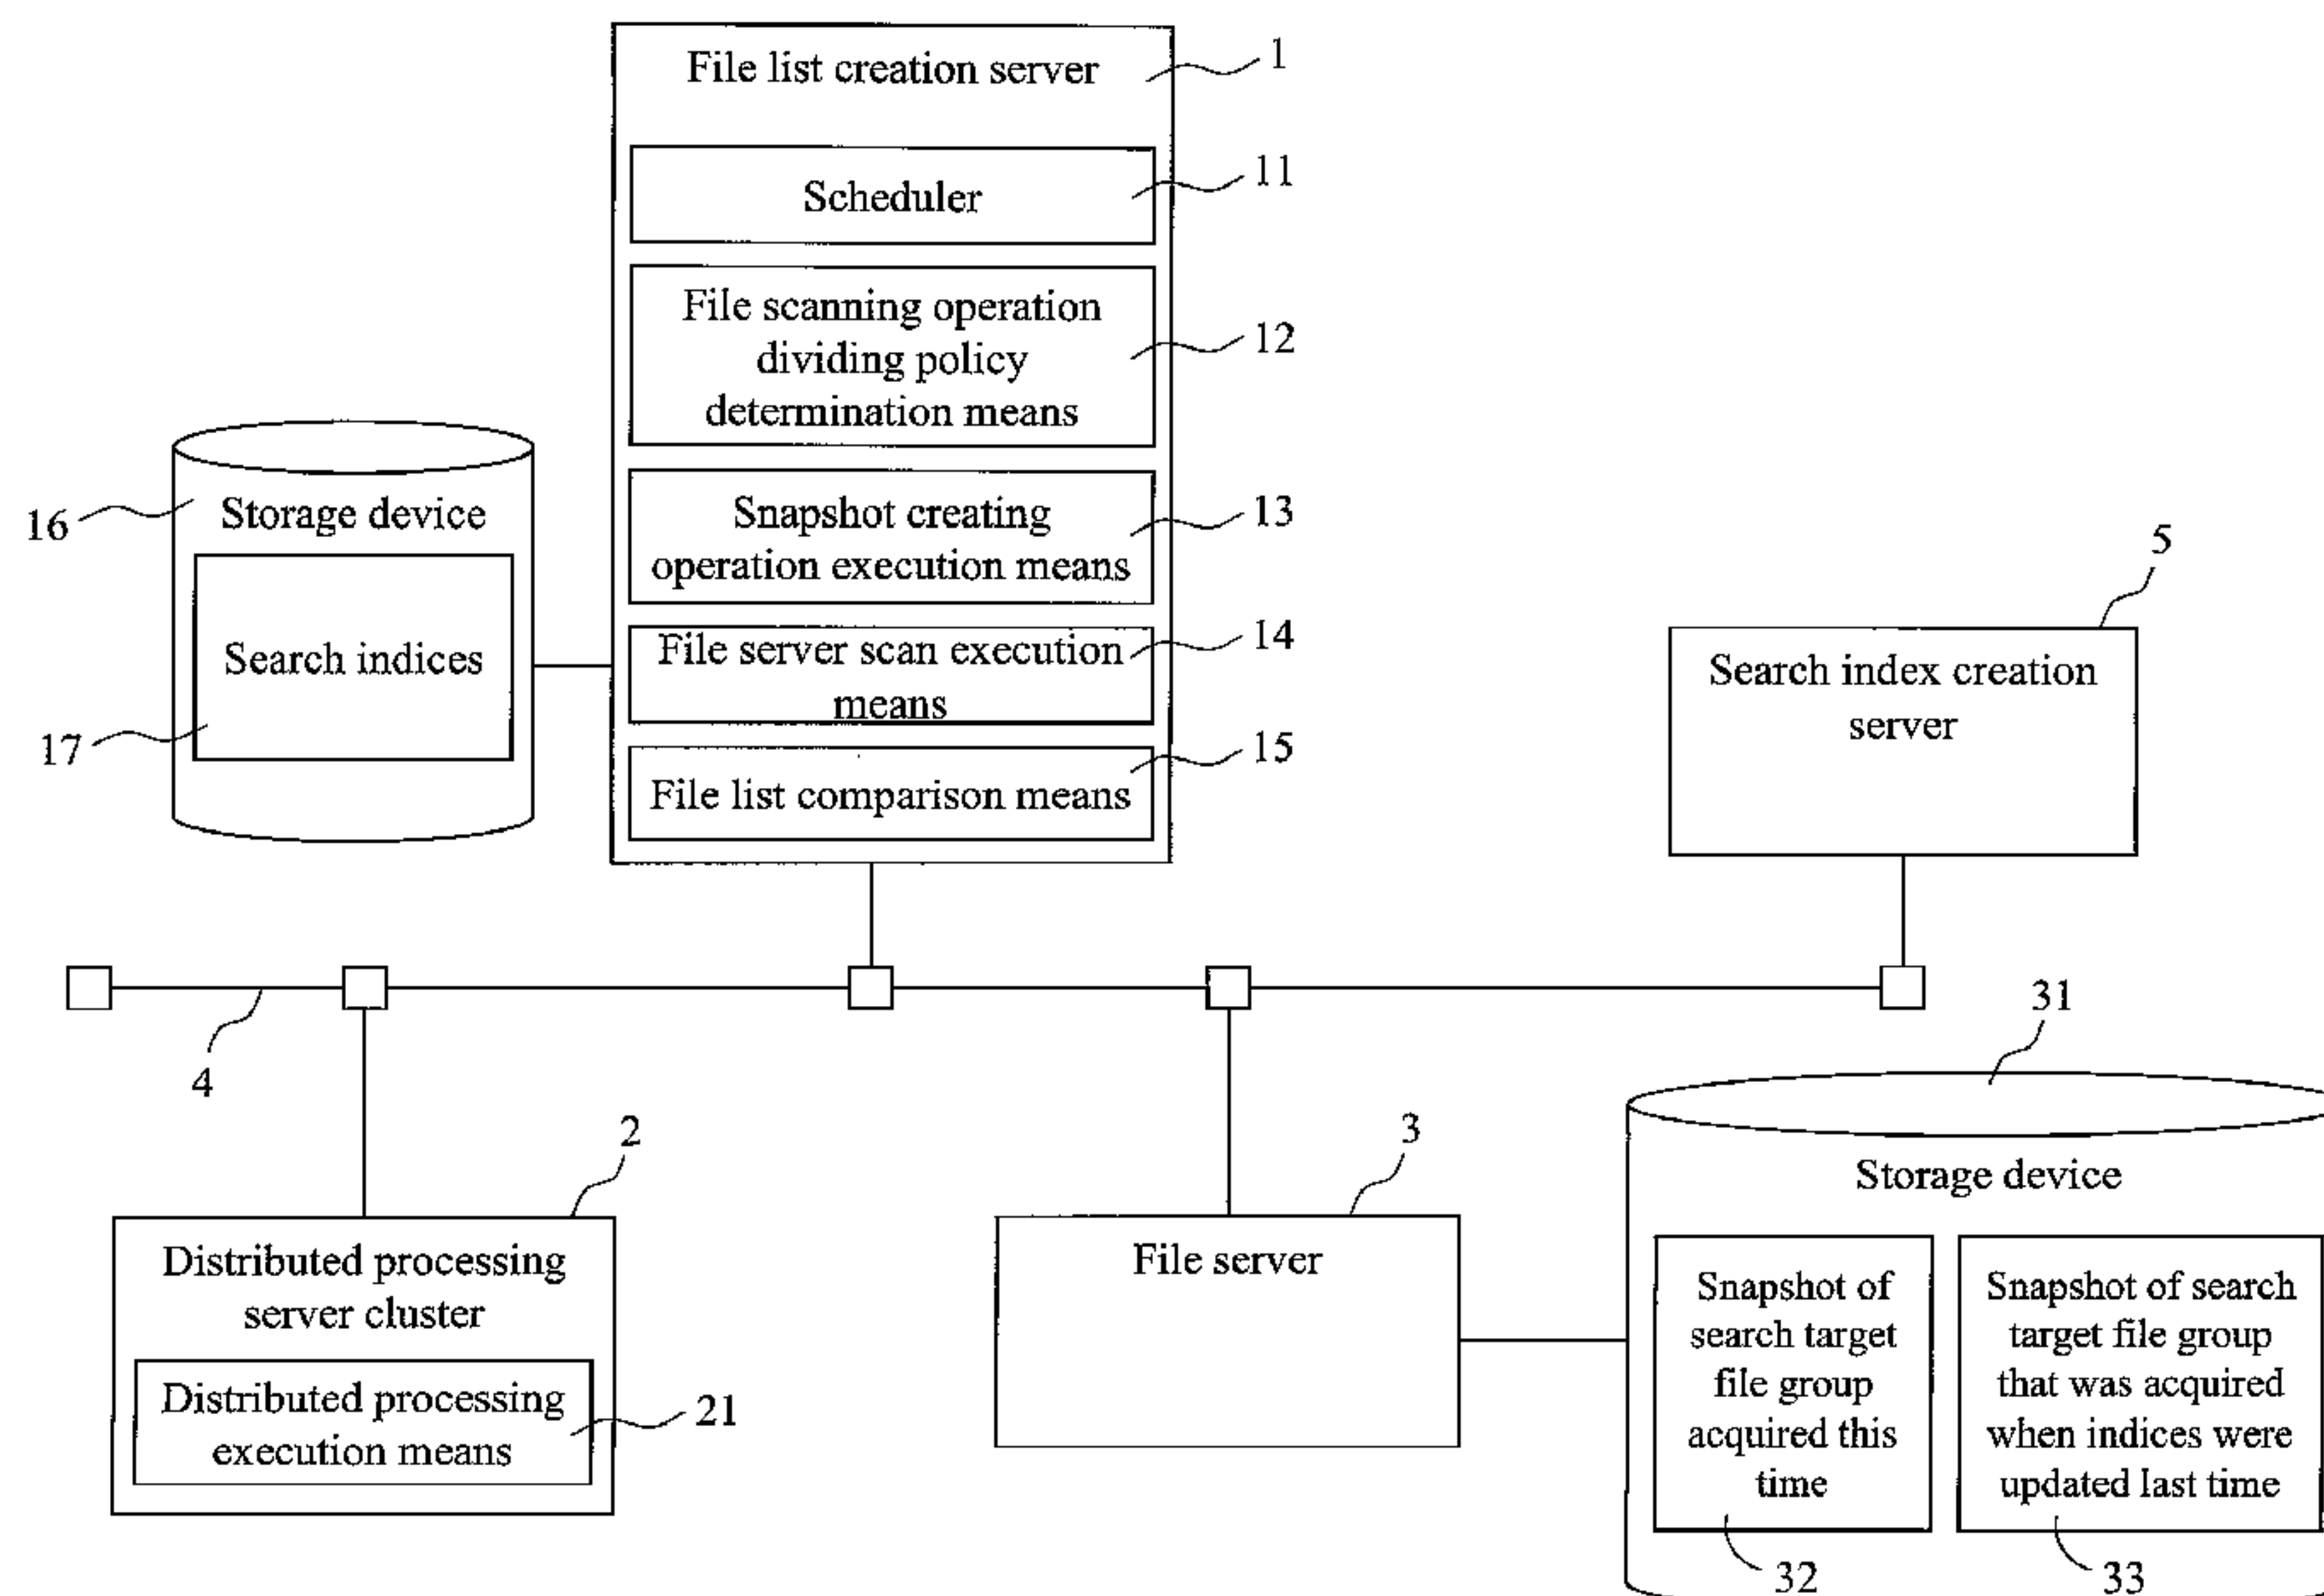 File list creation server
1
Scheduler
11
File scanning operation
dividing policy
determination means
12
Snapshot creating
operation execution means
13
File server scan execution
means
14
File list comparison means
15
16
Storage device
Search indices
17
5
Search index creation
server
4
2
Distributed processing
server cluster
Distributed processing
execution means
21
3
File server
31
Storage device
Snapshot of
search target
file group
acquired this
time
32
Snapshot of search
target file group
that was acquired
when indices were
updated last time
33